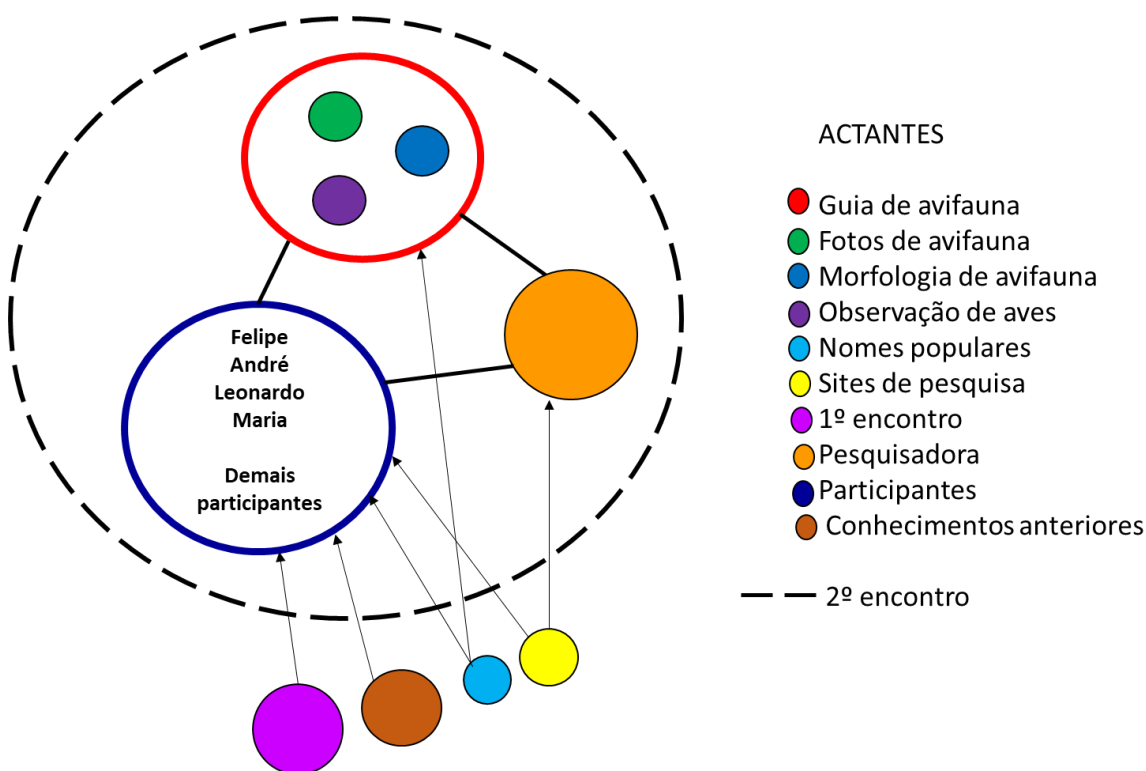 Felipe
André
Leonardo
Maria
Demais
participantes
ACTANTES
Guia de avifauna
Fotos de avifauna
Morfologia de avifauna
Observação de aves
Nomes populares
Sites de pesquisa
1º encontro
Pesquisadora
Participantes
Conhecimentos anteriores
2º encontro